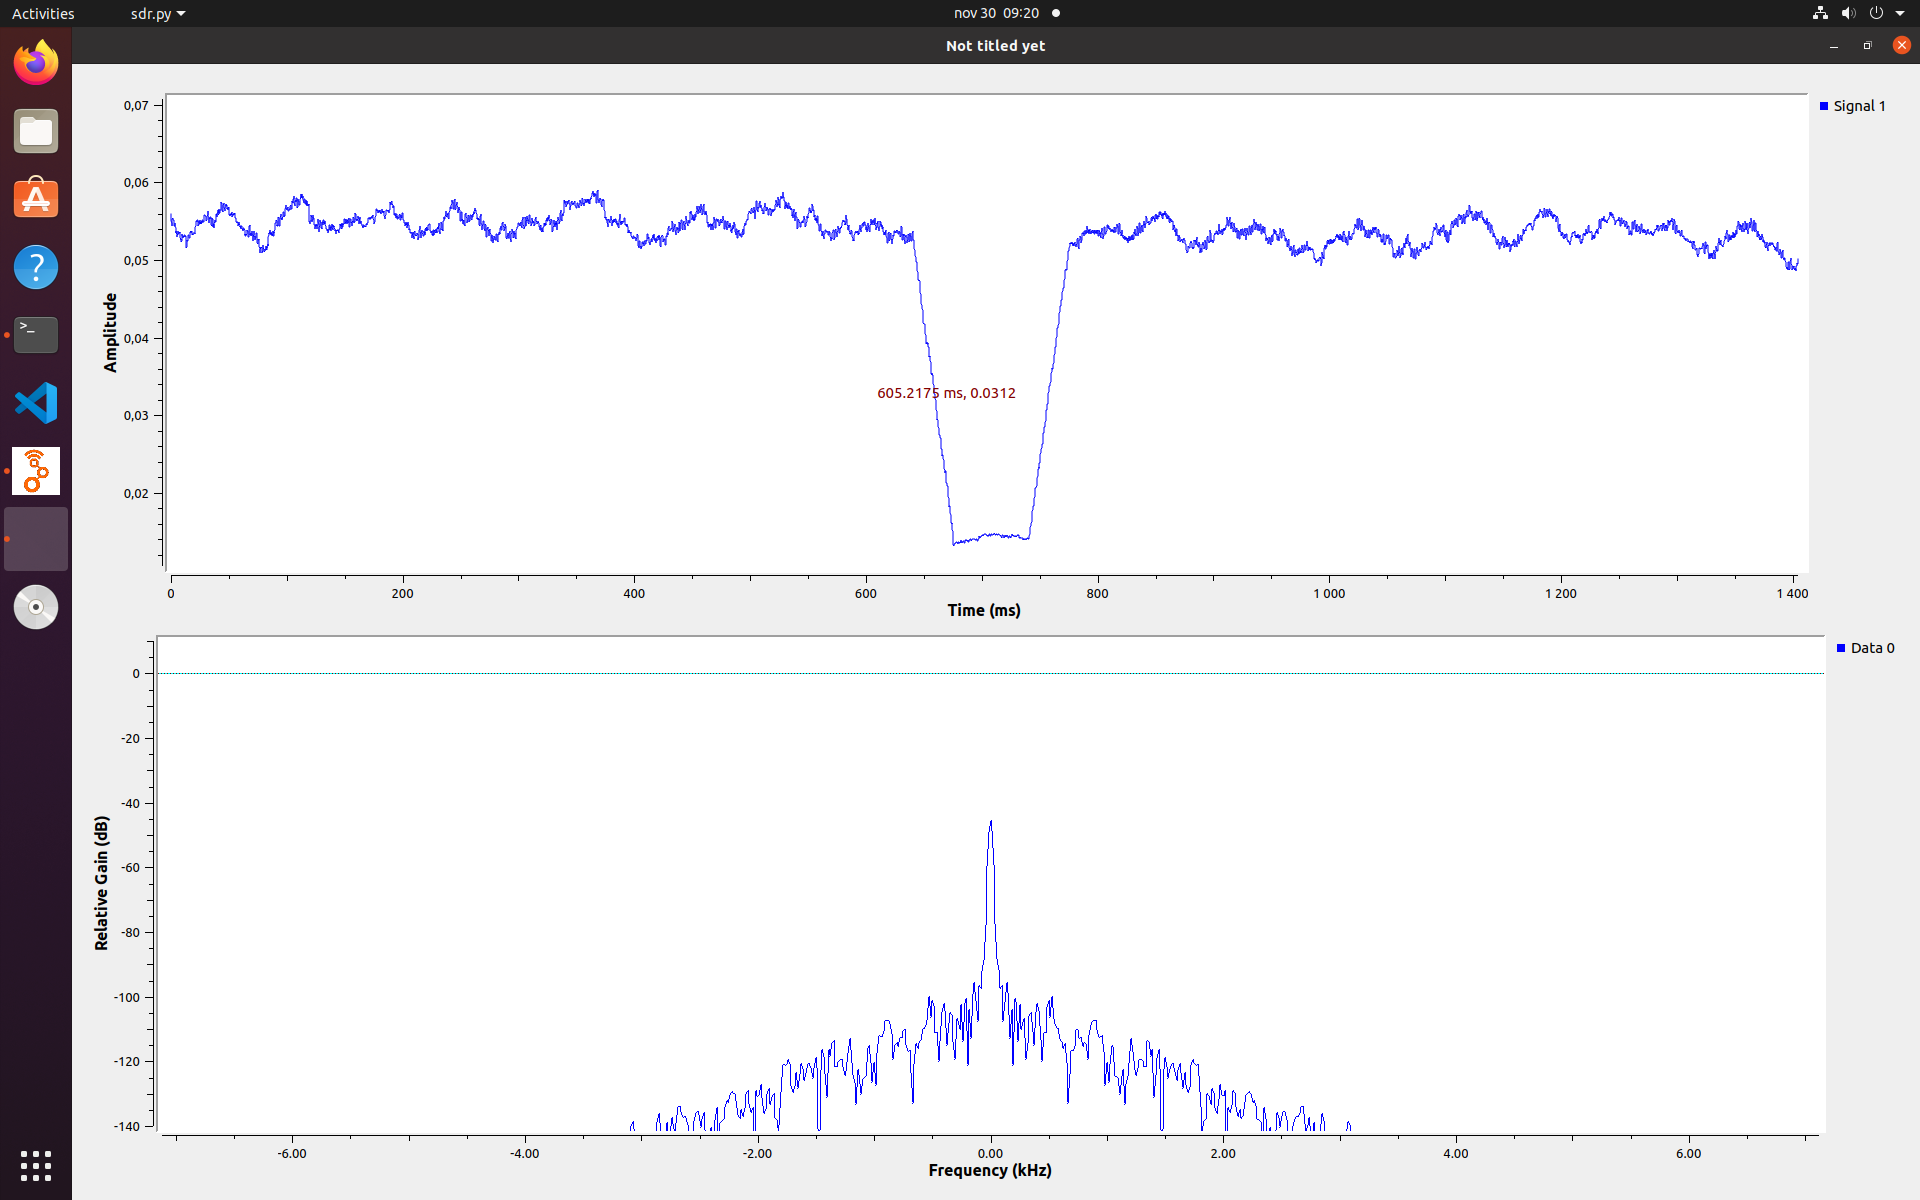 Activities sdr.py nov 30 09:20
Not titled yet
0,07
0,06
0,05
0,04
0,03
0,02
Amplitude
Signal 1
605.2175 ms, 0.0312
0 200 400 600 800 1 000 1 200 1 400
Time (ms)
0
-20
-40
-60
-80
-100
-120
-140
Relative Gain (dB)
Data 0
-6.00 -4.00 -2.00 0.00 2.00 4.00 6.00
Frequency (kHz)